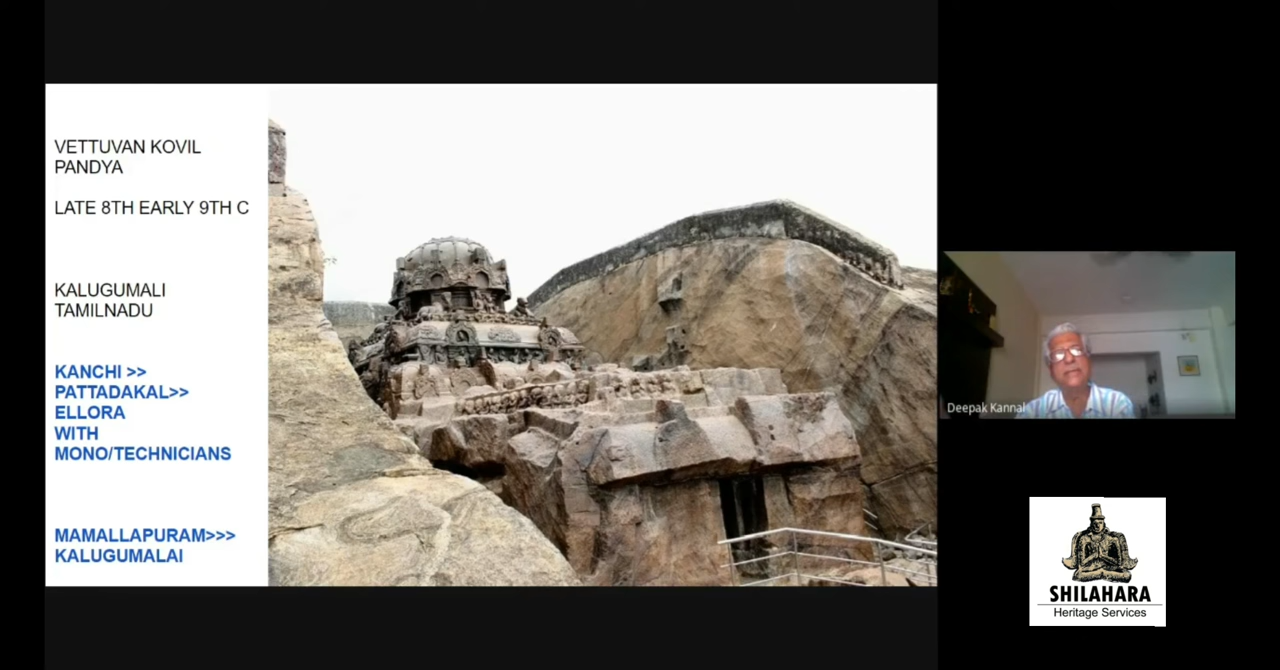 VETTUVAN KOVIL
PANDYA
LATE 8TH EARLY 9TH C
KALUGUMALI
TAMILNADU
KANCHI >>
PATTADAKAL>>
ELLORA
WITH
MONO/TECHNICIANS
MAMALLAPURAM>>>
KALUGUMALAI
Deepak Kannal
SHILAHARA
Heritage Services